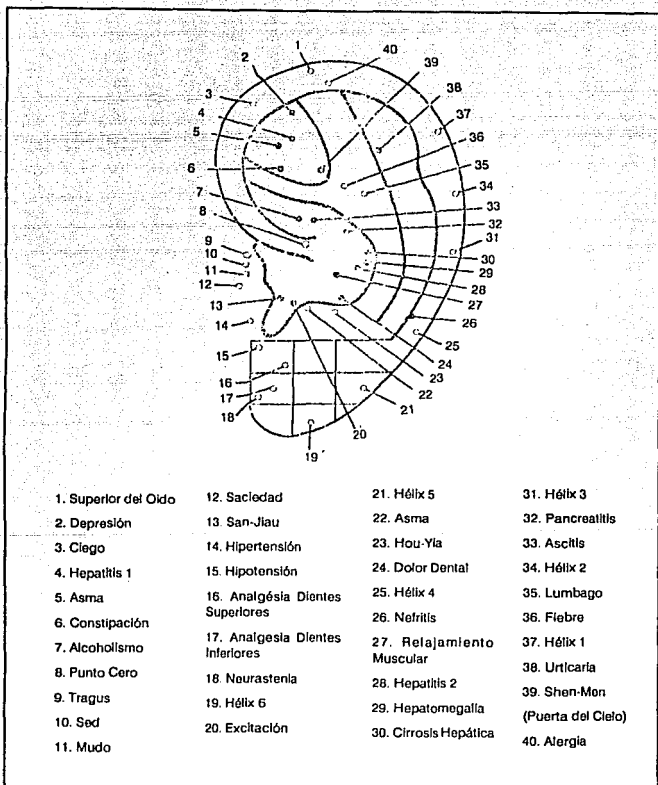 1
40
2
39
3
38
4
37
5
36
6
35
34
7
33
8
32
9
31
10
30
11
29
12
28
13
27
14
26
15
25
16
24
17
23
18
22
21
20
19
1. Superior del Oido
2. Depresión
3. Ciego
4. Hepatitis 1
5. Asma
6. Constipación
7. Alcoholismo
8. Punto Cero
9. Tragus
10. Sed
11. Mudo
12. Saciedad
13. San-Jiau
14. Hipertensión
15. Hipotensión
16. Analgésia Dientes
Superiores
17. Analgesia Dientes
Inferiores
18. Neurastenia
19. Hélix 6
20. Excitación
21. Hélix 5
22. Asma
23. Hou-Yia
24. Dolor Dental
25. Hélix 4
26. Nefritis
27. Relajamiento
Muscular
28. Hepatitis 2
29. Hepatomegalia
30. Cirrosis Hepática
31. Hélix 3
32. Pancreatitis
33. Ascitis
34. Hélix 2
35. Lumbago
36. Fiebre
37. Hélix 1
38. Urticaria
39. Shen-Men
(Puerta del Cielo)
40. Alergia